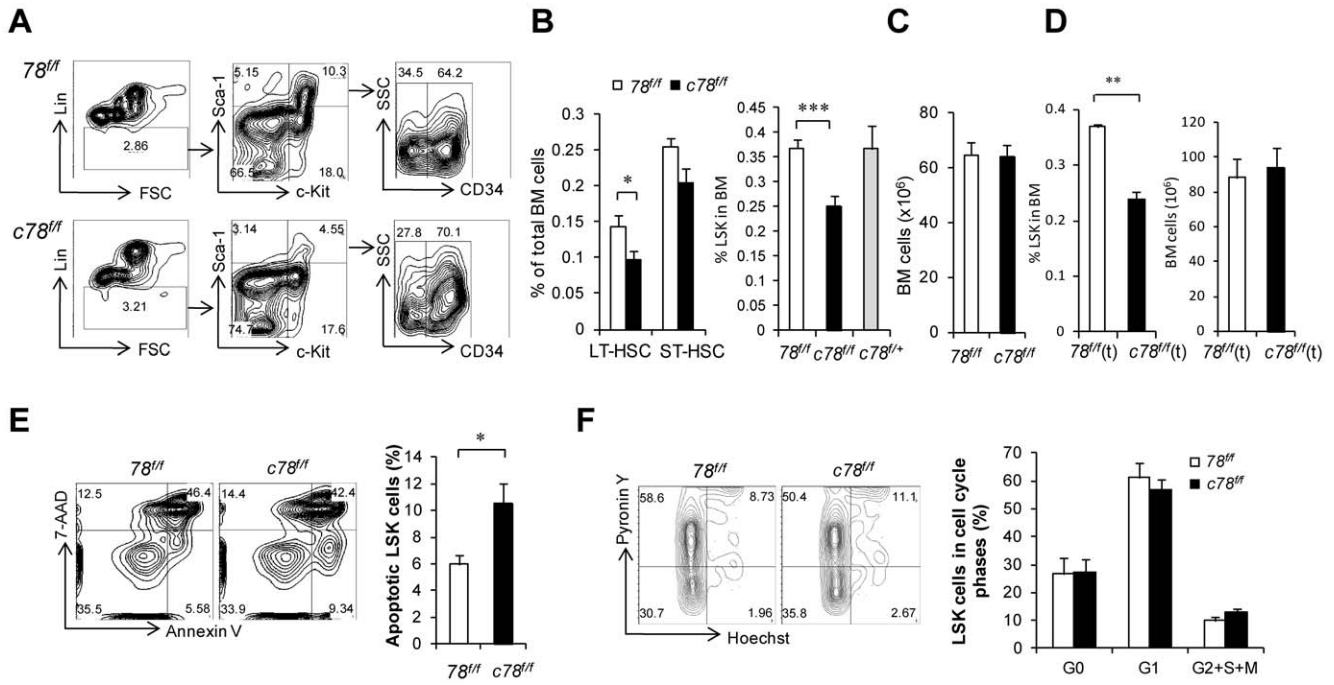 A
78f/f
Lin
2.86
FSC
Sca-1
5.15
10.3
66.5
18.0
c-Kit
SSC
34.5
64.2
CD34
c78f/f
Lin
3.21
FSC
Sca-1
3.14
4.55
74.7
17.6
c-Kit
SSC
27.8
70.1
CD34
B
78f/f c78f/f
% of total BM cells
0.3
0.25
0.2
0.15
0.1
0.05
0
*
LT-HSC ST-HSC
% LSK in BM
0.45
0.4
0.35
0.3
0.25
0.2
0.15
0.1
0.05
0
***
78f/f c78f/f c78f/+
C
BM cells (x10⁶)
80
60
40
20
0
78f/f c78f/f
D
% LSK in BM
0.4
0.3
0.2
0.1
0
**
78f/f(t) c78f/f(t)
BM cells (10⁶)
120
100
80
60
40
20
0
78f/f(t) c78f/f(t)
E
78f/f c78f/f
7-AAD
12.5
46.4
35.5
5.58
14.4
42.4
33.9
9.34
Annexin V
Apoptotic LSK cells (%)
14
12
10
8
6
4
2
0
*
78f/f c78f/f
F
78f/f c78f/f
Pyronin Y
58.6
8.73
30.7
1.96
50.4
11.1
35.8
2.67
Hoechst
LSK cells in cell cycle
phases (%)
70
60
50
40
30
20
10
0
78f/f
c78f/f
G0 G1 G2+S+M